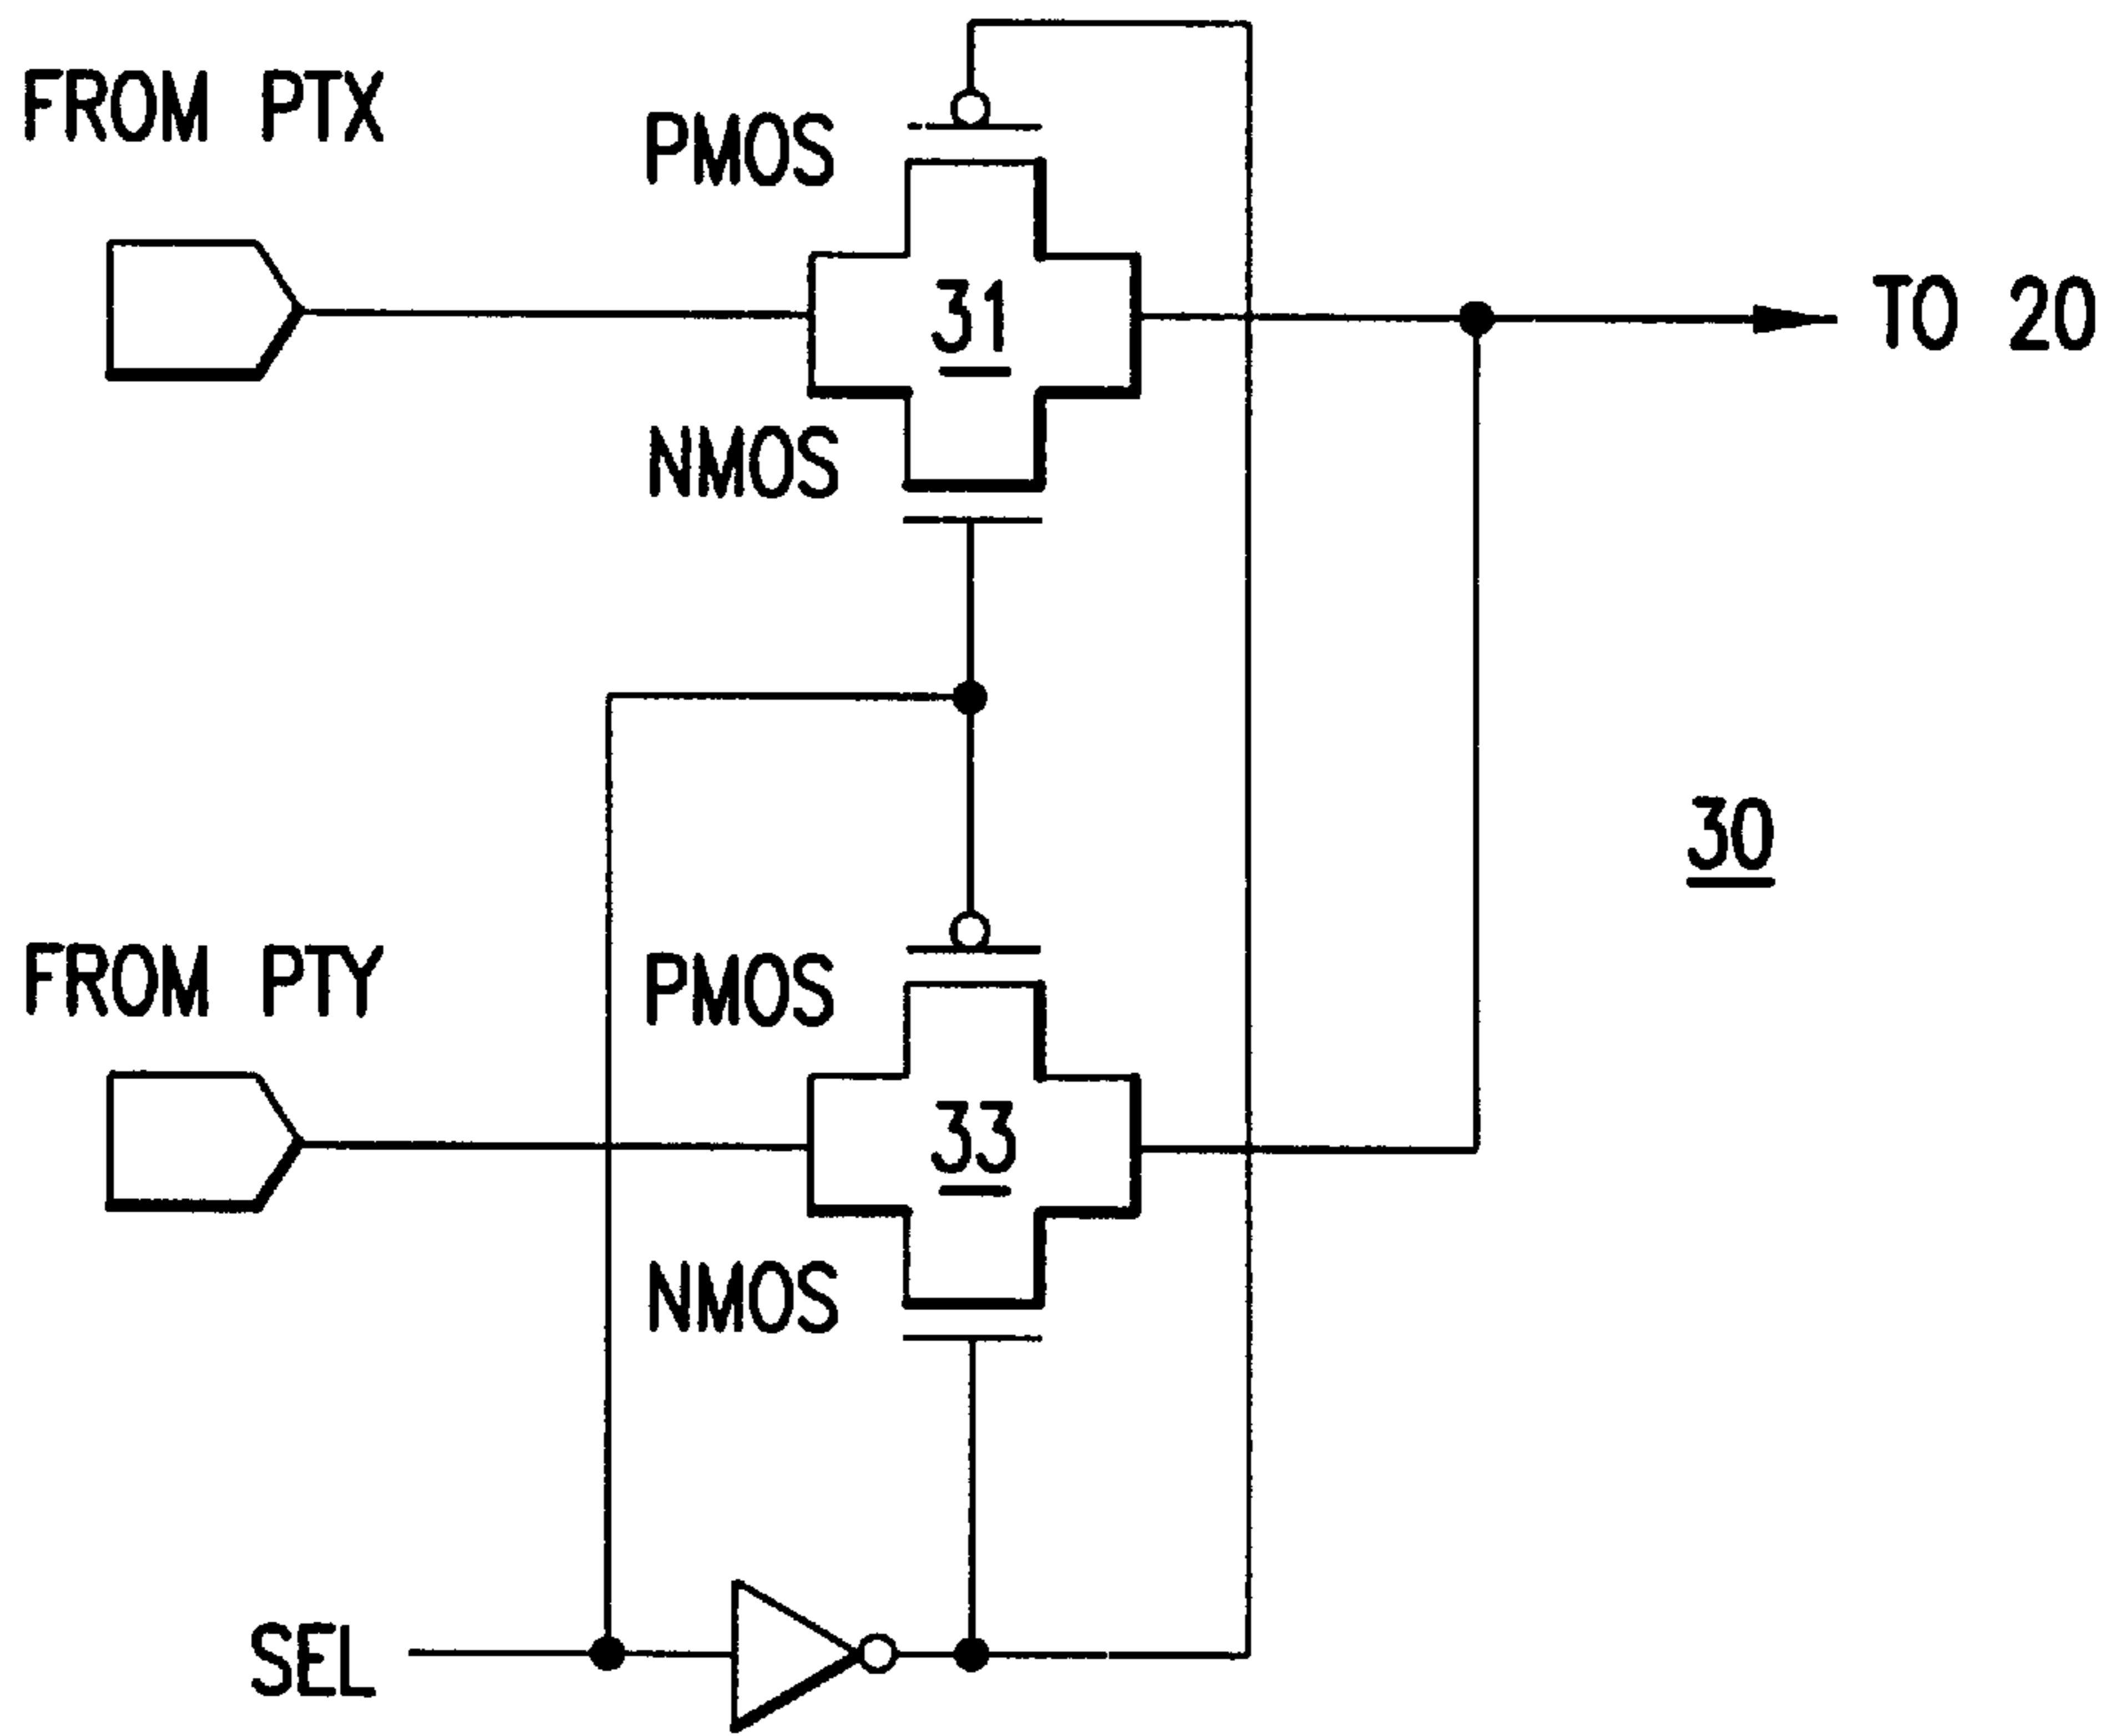 FROM PTX
PMOS
31
TO 20
NMOS
30
FROM PTY
PMOS
33
NMOS
SEL